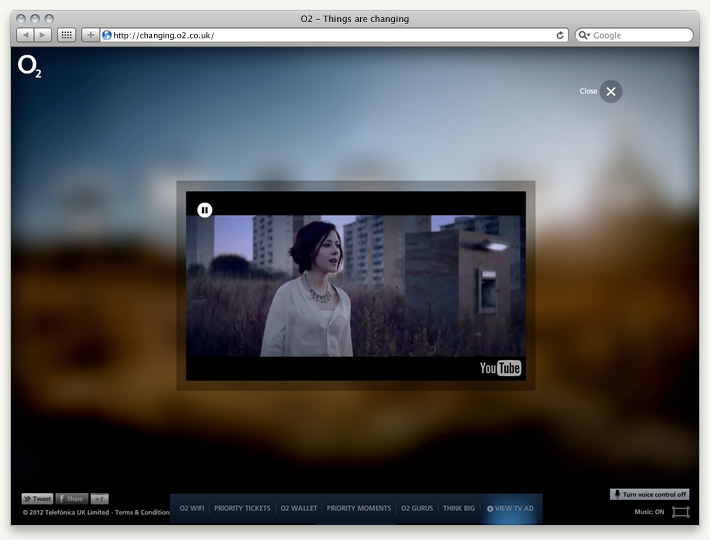 O2 – Things are changing
http://changing.o2.co.uk/
Google
O2
Close
YouTube
Tweet
Share
+1
Turn voice control off
© 2012 Telefónica UK Limited - Terms & Condition
O2 WIFI
PRIORITY TICKETS
O2 WALLET
PRIORITY MOMENTS
O2 GURUS
THINK BIG
VIEW TV AD
Music: ON